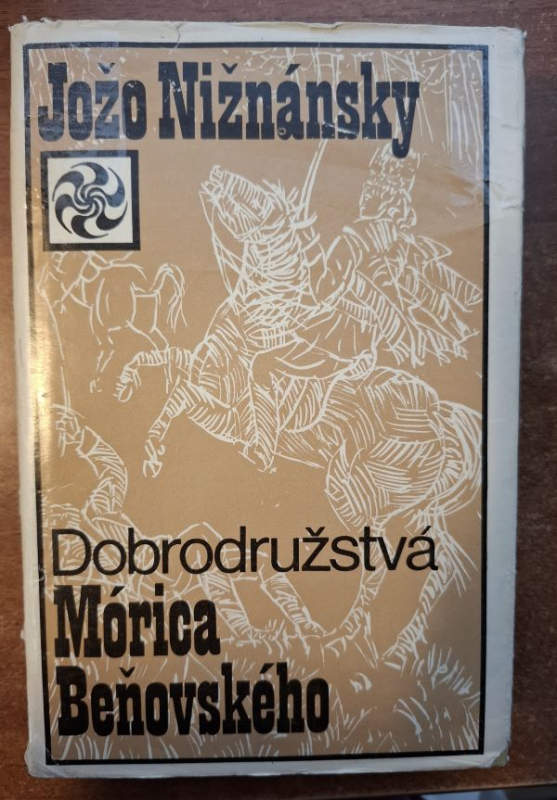 Jožo Nižnánsky
Dobrodružstvá
Mórica
Beňovského